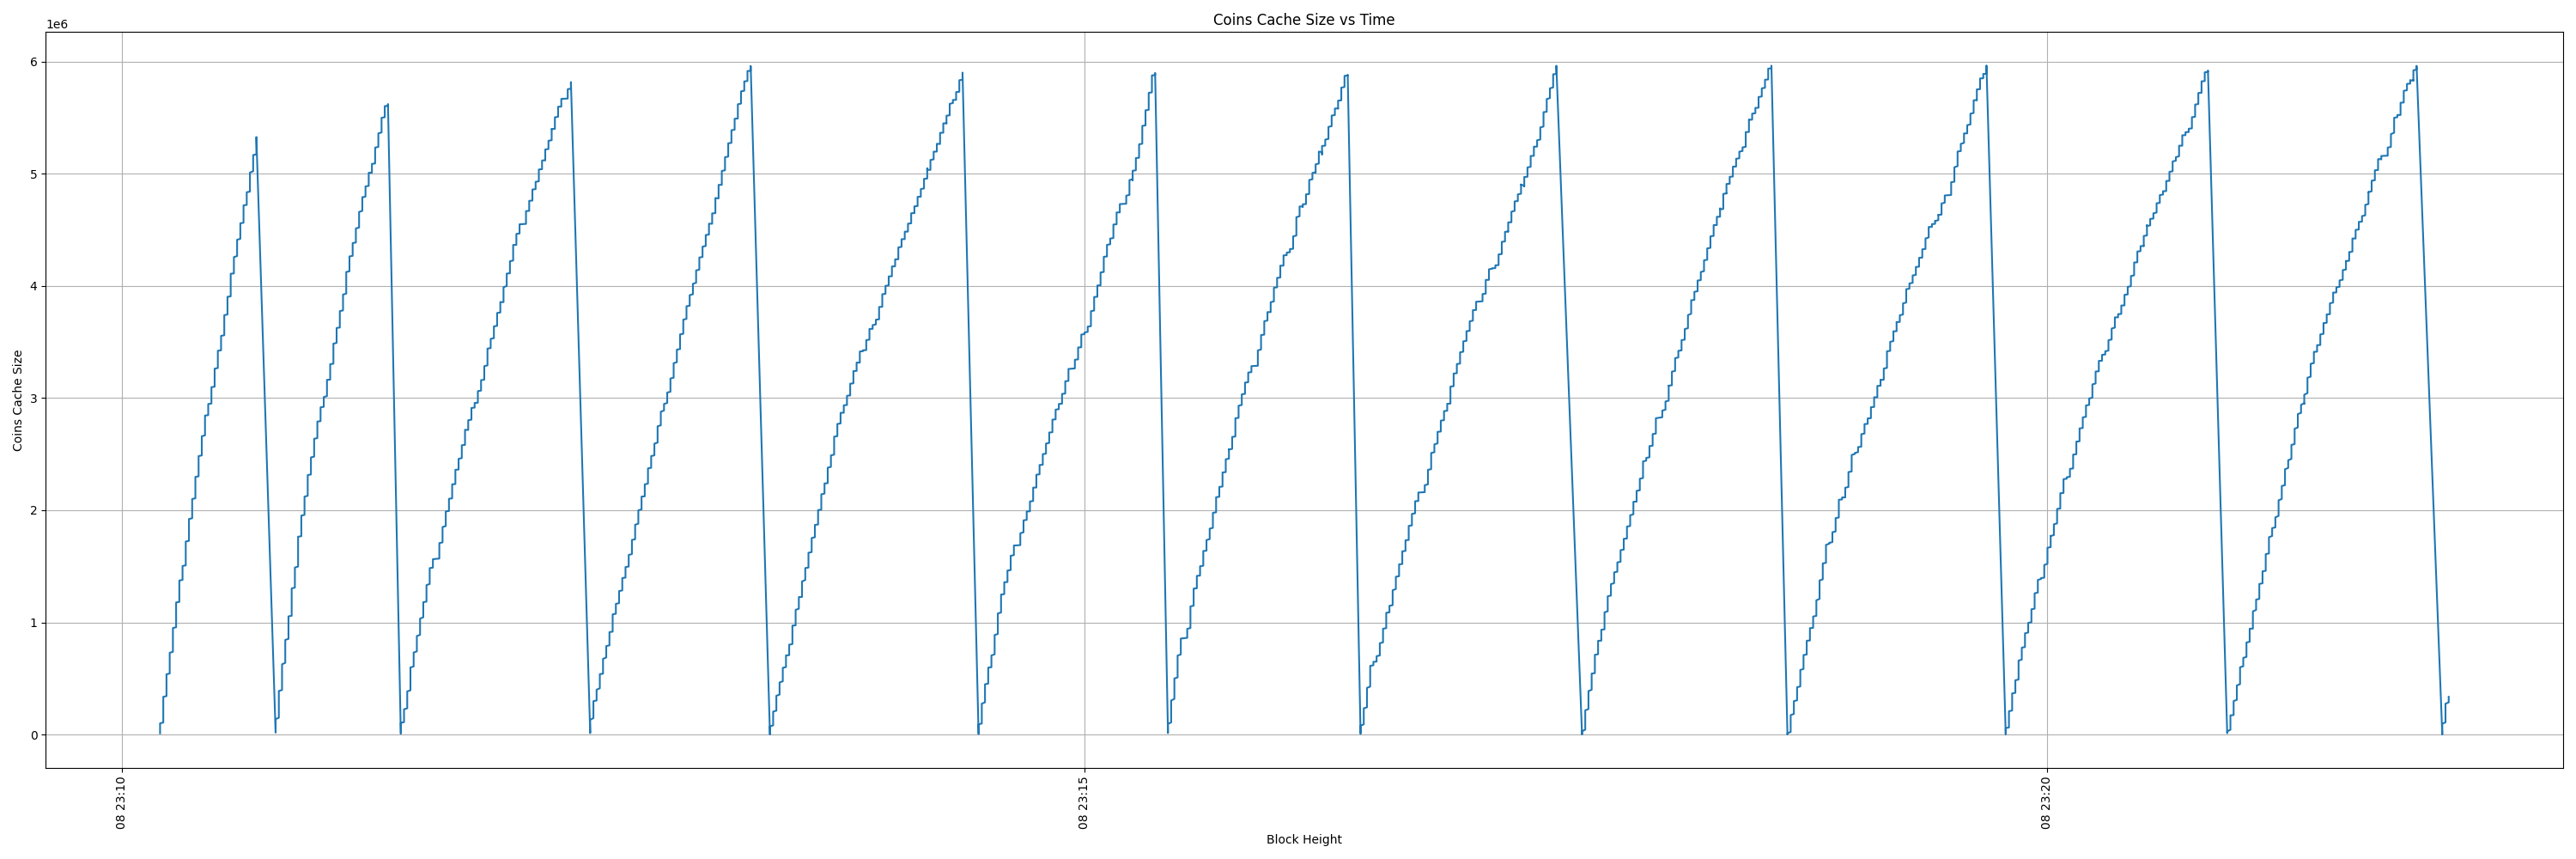 Coins Cache Size vs Time
1e6
6
5
4
3
2
1
0
Coins Cache Size
08 23:10
08 23:15
08 23:20
Block Height